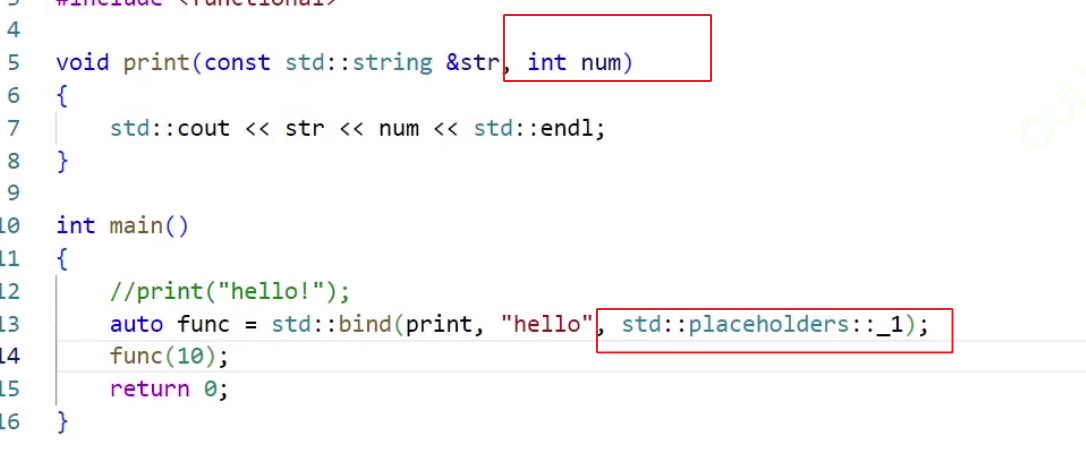 #include <functional>
4
5 void print(const std::string &str, int num)
6 {
7 std::cout << str << num << std::endl;
8 }
9
10 int main()
11 {
12 //print("hello!");
13 auto func = std::bind(print, "hello", std::placeholders::_1);
14 func(10);
15 return 0;
16 }